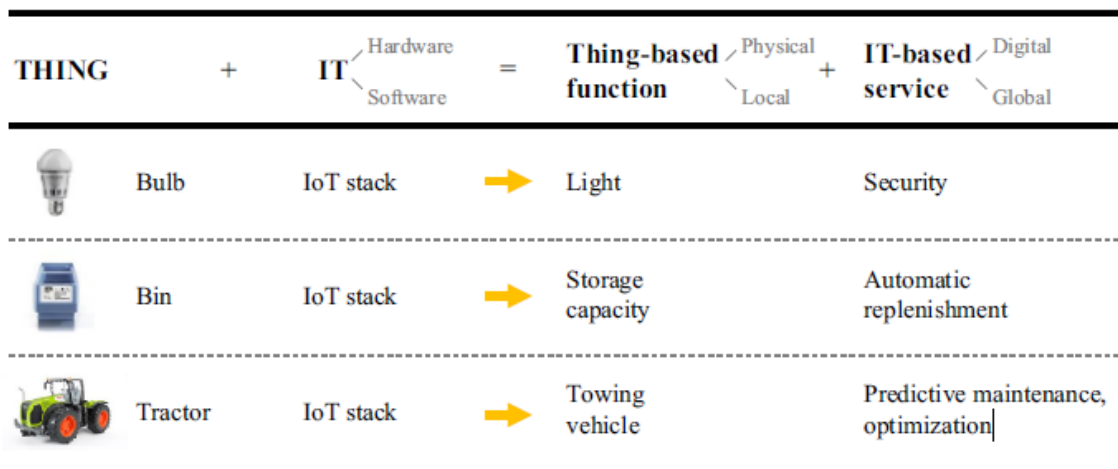 Hardware
Physical
Digital
THING + IT = Thing-based function + IT-based service
Software
Local
Global
Bulb IoT stack Light Security
Bin IoT stack Storage capacity Automatic replenishment
Tractor IoT stack Towing vehicle Predictive maintenance, optimization